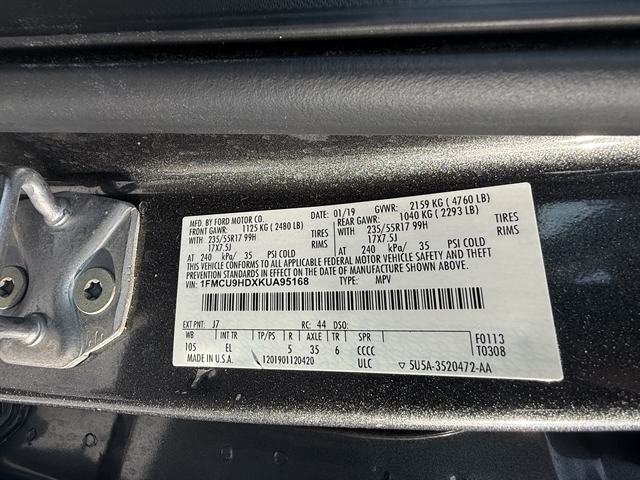 MFD. BY FORD MOTOR CO.
DATE: 01/19 GVWR: 2159 KG ( 4760 LB)
FRONT GAWR: 1125 KG ( 2480 LB) REAR GAWR: 1040 KG ( 2293 LB)
WITH 235/55R17 99H TIRES WITH 235/55R17 99H TIRES
17X7.5J RIMS 17X7.5J RIMS
AT 240 kPa/ 35 PSI COLD AT 240 kPa/ 35 PSI COLD
THIS VEHICLE CONFORMS TO ALL APPLICABLE FEDERAL MOTOR VEHICLE SAFETY AND
THEFT PREVENTION STANDARDS IN EFFECT ON THE DATE OF MANUFACTURE SHOWN ABOVE.
VIN: 1FMCU9HDXKUA95168 TYPE: MPV
EXT PNT: J7 RC: 44 DSO:
WB INT TR TP/PS R AXLE TR SPR F0113
105 EL 5 35 6 CCCC T0308
MADE IN U.S.A. 1201901120420 ULC 5U5A-3520472-AA